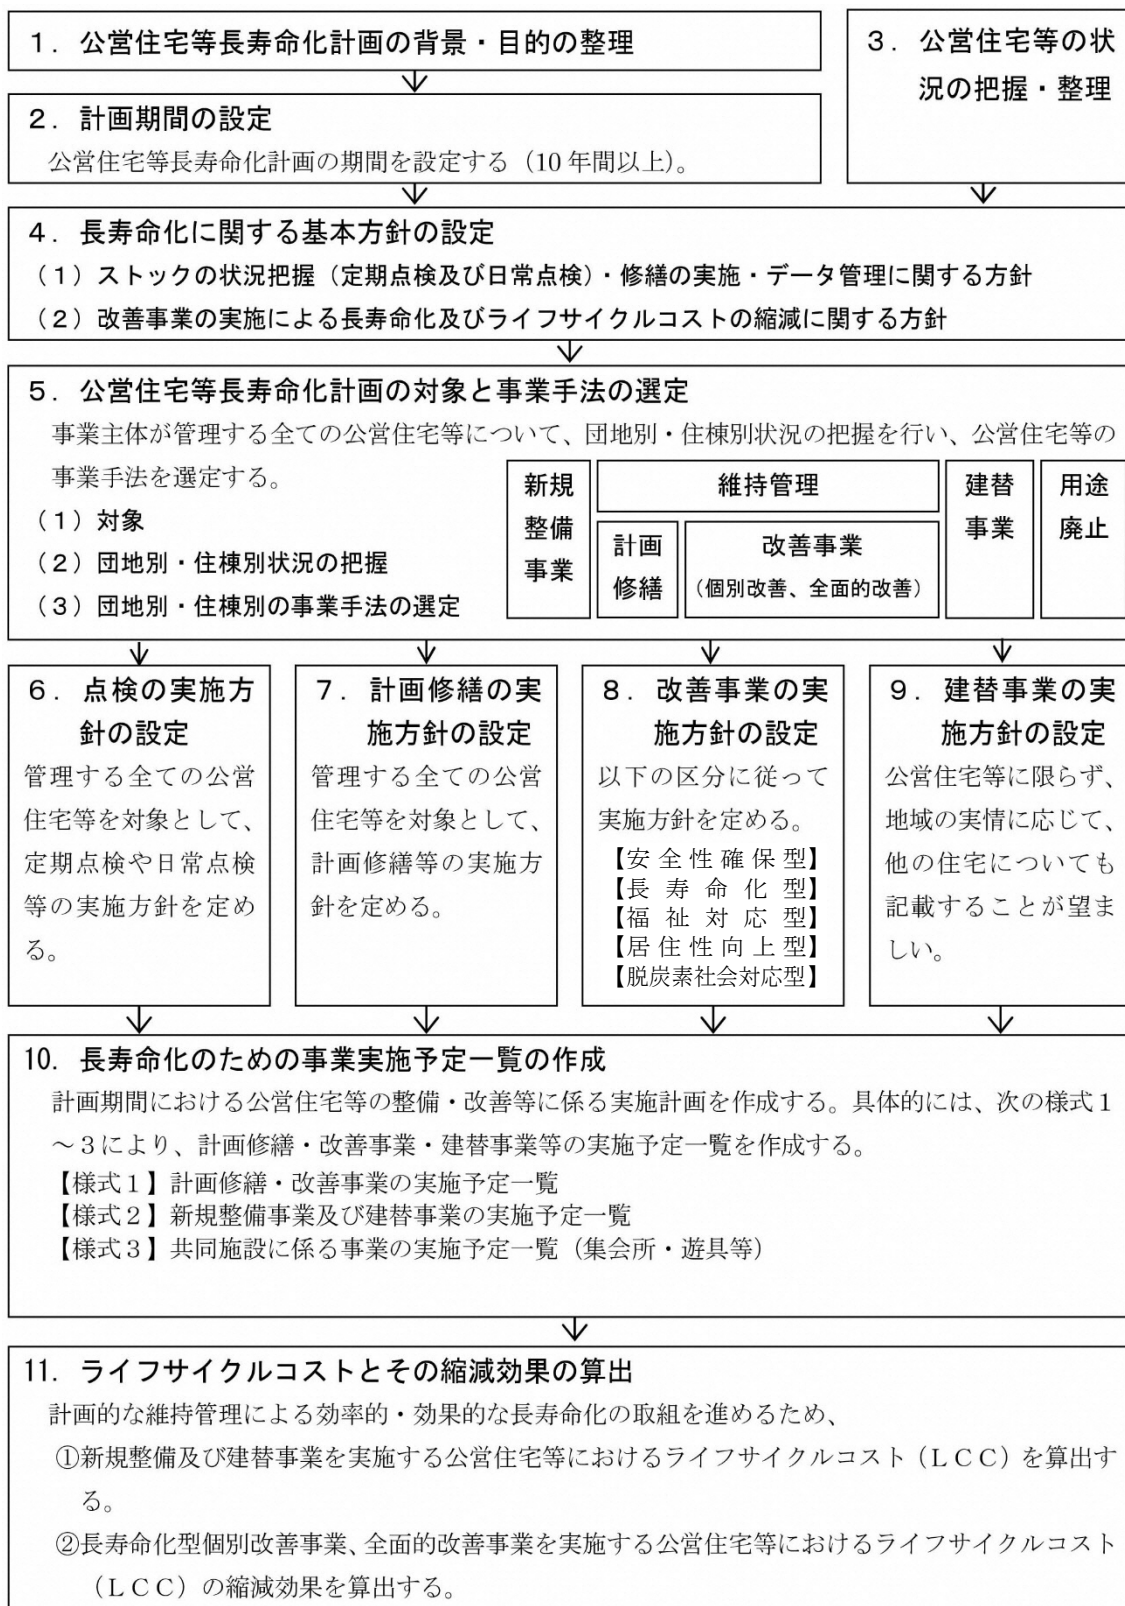 １．公営住宅等長寿命化計画の背景・目的の整理
２．計画期間の設定
公営住宅等長寿命化計画の期間を設定する（10 年間以上）。
３．公営住宅等の状
況の把握・整理
４．長寿命化に関する基本方針の設定
（１）ストックの状況把握（定期点検及び日常点検）・修繕の実施・データ管理に関する方針
（２）改善事業の実施による長寿命化及びライフサイクルコストの縮減に関する方針
５．公営住宅等長寿命化計画の対象と事業手法の選定
事業主体が管理する全ての公営住宅等について、団地別・住棟別状況の把握を行い、公営住宅等の
事業手法を選定する。
（１）対象
（２）団地別・住棟別状況の把握
（３）団地別・住棟別の事業手法の選定
新規
整備
事業
維持管理
計画
修繕
改善事業
（個別改善、全面的改善）
建替
事業
用途
廃止
６．点検の実施方
針の設定
管理する全ての公営
住宅等を対象として、
定期点検や日常点検
等の実施方針を定め
る。
７．計画修繕の実
施方針の設定
管理する全ての公営
住宅等を対象として、
計画修繕等の実施方
針を定める。
８．改善事業の実
施方針の設定
以下の区分に従って
実施方針を定める。
【安全性確保型】
【長寿命化型】
【福祉対応型】
【居住性向上型】
【脱炭素社会対応型】
９．建替事業の実
施方針の設定
公営住宅等に限らず、
地域の実情に応じて、
他の住宅についても
記載することが望ま
しい。
10．長寿命化のための事業実施予定一覧の作成
計画期間における公営住宅等の整備・改善等に係る実施計画を作成する。具体的には、次の様式１
～３により、計画修繕・改善事業・建替事業等の実施予定一覧を作成する。
【様式１】計画修繕・改善事業の実施予定一覧
【様式２】新規整備事業及び建替事業の実施予定一覧
【様式３】共同施設に係る事業の実施予定一覧（集会所・遊具等）
11．ライフサイクルコストとその縮減効果の算出
計画的な維持管理による効率的・効果的な長寿命化の取組を進めるため、
①新規整備及び建替事業を実施する公営住宅等におけるライフサイクルコスト（ＬＣＣ）を算出す
る。
②長寿命化型個別改善事業、全面的改善事業を実施する公営住宅等におけるライフサイクルコスト
（ＬＣＣ）の縮減効果を算出する。